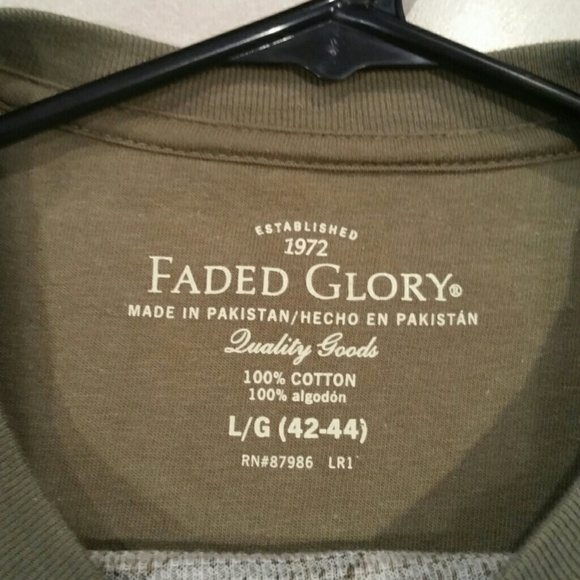 ESTABLISHED
1972
FADED GLORY®
MADE IN PAKISTAN/HECHO EN PAKISTÁN
Quality Goods
100% COTTON
100% algodón
L/G (42-44)
RN#87986 LR1